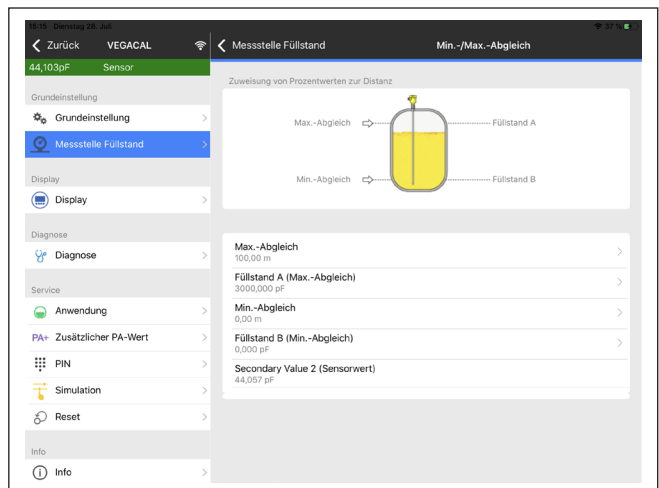 15:15 Dienstag 28. Juli
37 %
Zurück VEGACAL
Messstelle Füllstand
Min.-/Max.-Abgleich
44,103pF Sensor
Grundeinstellung
Grundeinstellung
Messstelle Füllstand
Display
Display
Diagnose
Diagnose
Service
Anwendung
PA+ Zusätzlicher PA-Wert
PIN
Simulation
Reset
Info
Info
Zuweisung von Prozentwerten zur Distanz
Max.-Abgleich
Füllstand A
Min.-Abgleich
Füllstand B
Max.-Abgleich
100,00 m
Füllstand A (Max.-Abgleich)
3000,000 pF
Min.-Abgleich
0,00 m
Füllstand B (Min.-Abgleich)
0,000 pF
Secondary Value 2 (Sensorwert)
44,057 pF